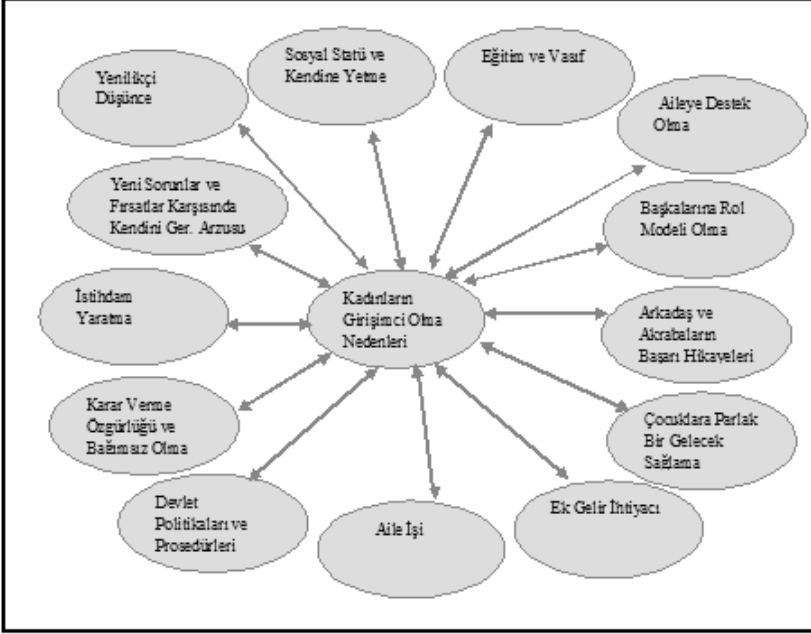 Yenilikçi
Düşünce
Sosyal Statü ve
Kendine Yetme
Eğitim ve Vasıf
Aileye Destek
Olma
Yeni Sorunlar ve
Fırsatlar Karşısında
Kendini Ger. Arzusu
Başkalarına Rol
Modeli Olma
İstihdam
Yaratma
Kadınların
Girişimci Olma
Nedenleri
Arkadaş ve
Akrabaların
Başarı Hikayeleri
Karar Verme
Özgürlüğü ve
Bağımsız Olma
Çocuklara Parlak
Bir Gelecek
Sağlama
Devlet
Politikaları ve
Prosedürleri
Aile İşi
Ek Gelir İhtiyacı